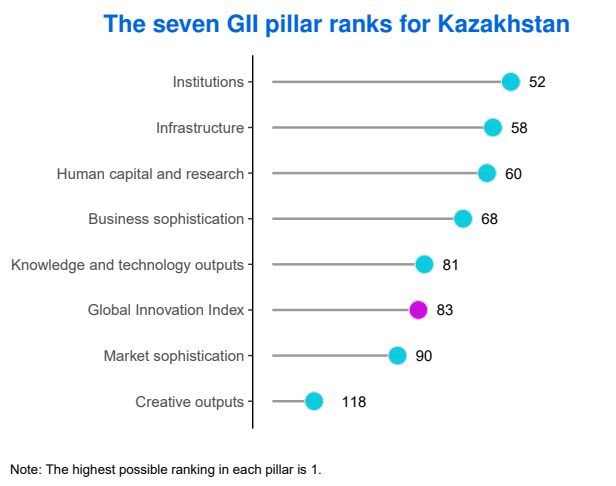 The seven GII pillar ranks for Kazakhstan
Institutions 52
Infrastructure 58
Human capital and research 60
Business sophistication 68
Knowledge and technology outputs 81
Global Innovation Index 83
Market sophistication 90
Creative outputs 118
Note: The highest possible ranking in each pillar is 1.